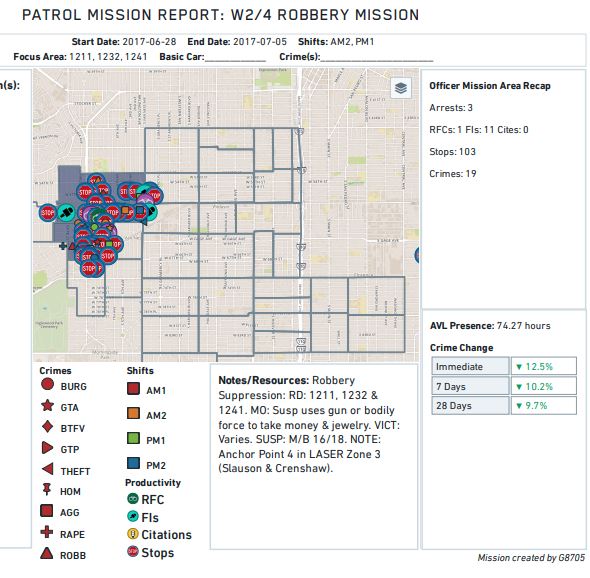 PATROL MISSION REPORT: W2/4 ROBBERY MISSION
Start Date: 2017-06-28 End Date: 2017-07-05 Shifts: AM2, PM1
Focus Area: 1211, 1232, 1241 Basic Car:____________ Crime(s):______________________
n(s):
Officer Mission Area Recap
Arrests: 3
RFCs: 1 FIs: 11 Cites: 0
Stops: 103
Crimes: 19
STOP
AVL Presence: 74.27 hours
Crime Change
Immediate ▼ 12.5%
7 Days ▼ 10.2%
28 Days ▼ 9.7%
Crimes
BURG
GTA
BTFV
GTP
THEFT
HOM
AGG
RAPE
ROBB
Shifts
AM1
AM2
PM1
PM2
Productivity
RFC
FIs
Citations
Stops
Notes/Resources: Robbery
Suppression: RD: 1211, 1232 &
1241. MO: Susp uses gun or bodily
force to take money & jewelry. VICT:
Varies. SUSP: M/B 16/18. NOTE:
Anchor Point 4 in LASER Zone 3
(Slauson & Crenshaw).
Mission created by G8705